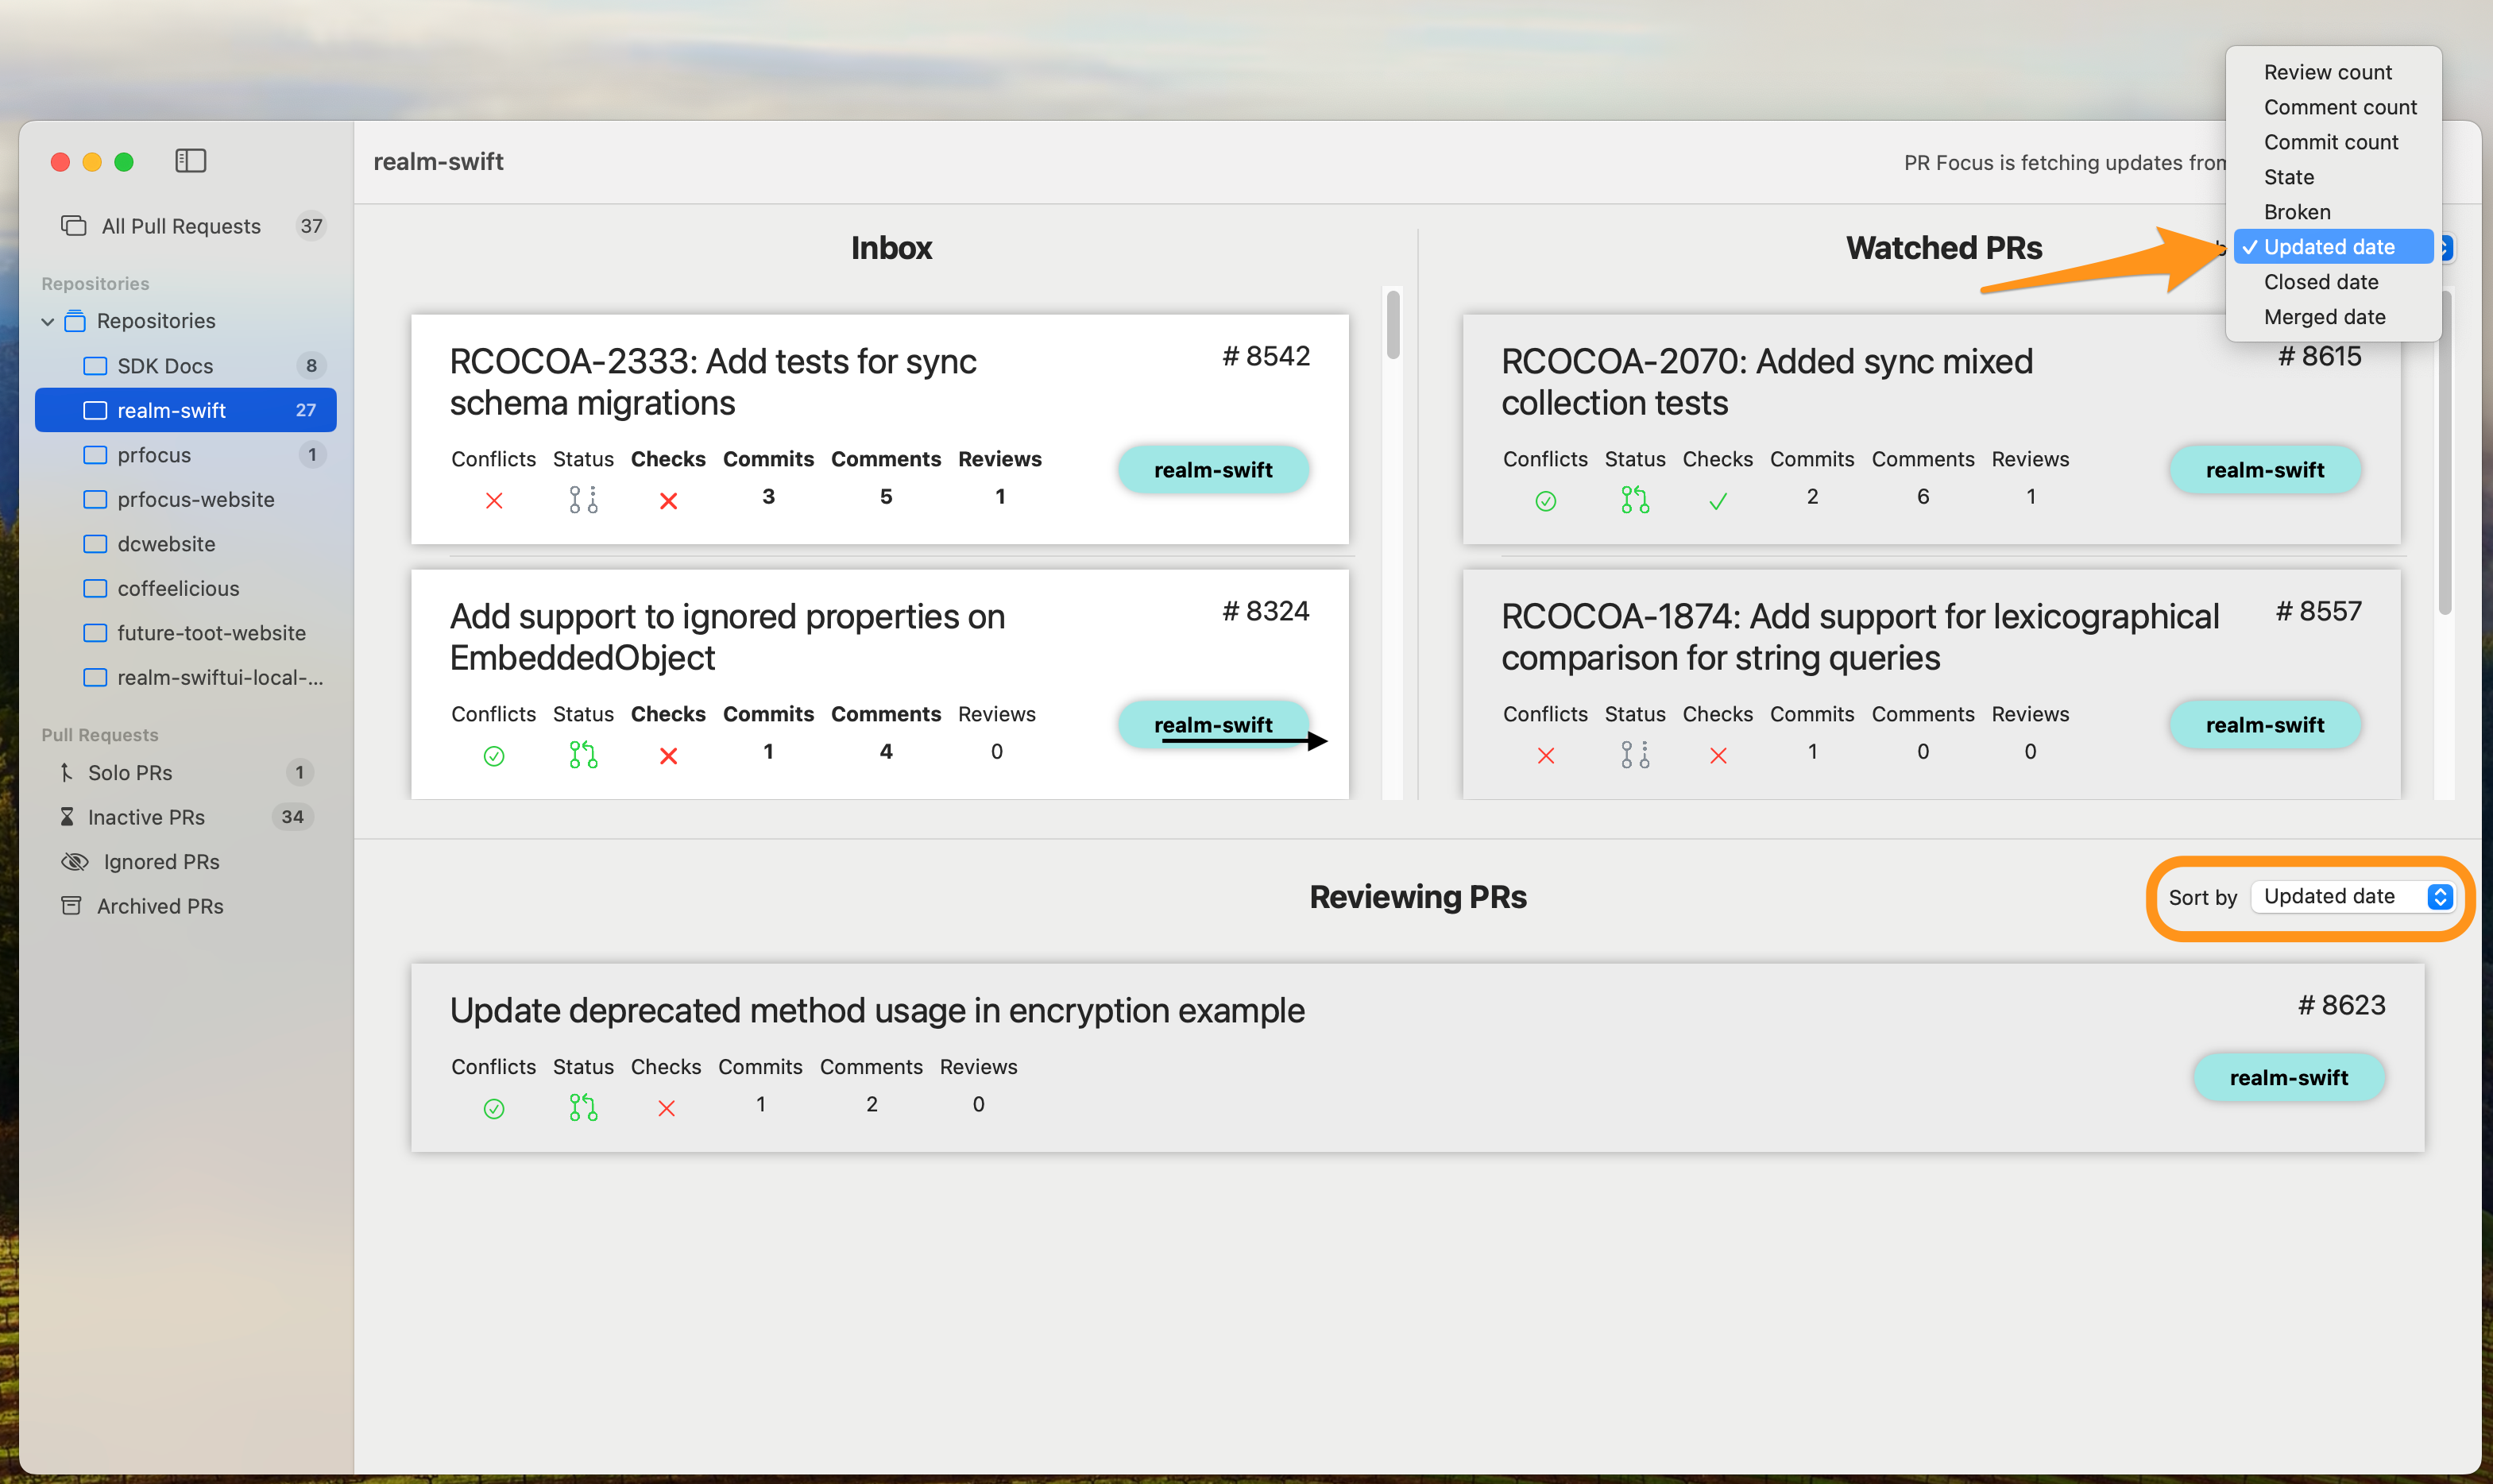 Review count
Comment count
Commit count
State
Broken
✓ Updated date
Closed date
Merged date
realm-swift
PR Focus is fetching updates from
All Pull Requests 37
Repositories
Repositories
SDK Docs 8
realm-swift 27
prfocus 1
prfocus-website
dcwebsite
coffeelicious
future-toot-website
realm-swiftui-local-...
Pull Requests
Solo PRs 1
Inactive PRs 34
Ignored PRs
Archived PRs
Inbox
RCOCOA-2333: Add tests for sync
schema migrations
# 8542
Conflicts Status Checks Commits Comments Reviews
3 5 1
realm-swift
Add support to ignored properties on
EmbeddedObject
# 8324
Conflicts Status Checks Commits Comments Reviews
1 4 0
realm-swift
Watched PRs
RCOCOA-2070: Added sync mixed
collection tests
# 8615
Conflicts Status Checks Commits Comments Reviews
2 6 1
realm-swift
RCOCOA-1874: Add support for lexicographical
comparison for string queries
# 8557
Conflicts Status Checks Commits Comments Reviews
1 0 0
realm-swift
Reviewing PRs
Sort by Updated date
Update deprecated method usage in encryption example
# 8623
Conflicts Status Checks Commits Comments Reviews
1 2 0
realm-swift